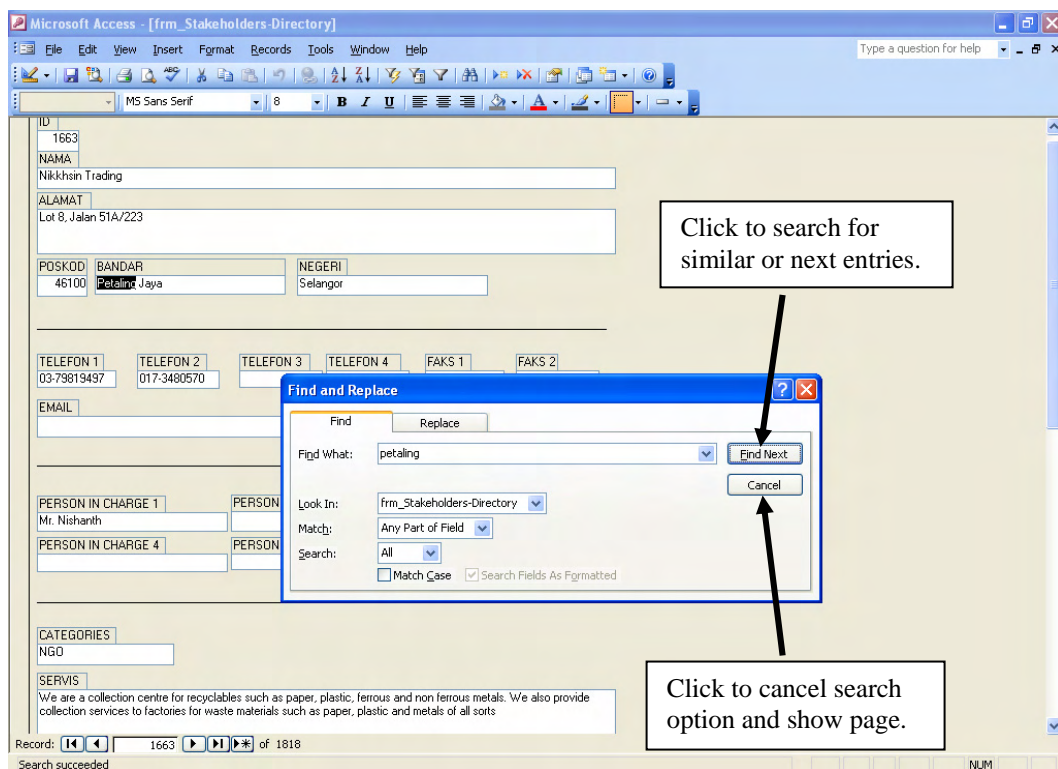 Microsoft Access - [frm_Stakeholders-Directory]
File Edit View Insert Format Records Tools Window Help
Type a question for help
MS Sans Serif 8 B I U A
ID
1663
NAMA
Nikkhsin Trading
ALAMAT
Lot 8, Jalan 51A/223
Click to search for
similar or next entries.
POSKOD BANDAR NEGERI
46100 Petaling Jaya Selangor
TELEFON 1 TELEFON 2 TELEFON 3 TELEFON 4 FAKS 1 FAKS 2
03-79819497 017-3480570
EMAIL
Find and Replace
Find Replace
Find What: petaling Find Next
Cancel
Look In: frm_Stakeholders-Directory
Match: Any Part of Field
Search: All
Match Case Search Fields As Formatted
PERSON IN CHARGE 1 PERSON
Mr. Nishanth
PERSON IN CHARGE 4 PERSON
CATEGORIES
NGO
SERVIS
We are a collection centre for recyclables such as paper, plastic, ferrous and non ferrous metals. We also provide
collection services to factories for waste materials such as paper, plastic and metals of all sorts
Click to cancel search
option and show page.
Record: 1663 of 1818
Search succeeded NUM